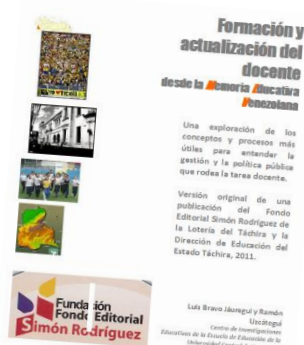 Formación y
actualización del
docente
desde la Memoria Educativa
Venezolana
Una exploración de los
conceptos y procesos más
útiles para entender la
gestión y la política pública
que rodea la tarea docente.
Versión original de una
publicación del Fondo
Editorial Simón Rodríguez de
la Lotería del Táchira y la
Dirección de Educación del
Estado Táchira, 2011.
Fundación
Fondo Editorial
Simón Rodríguez
Luis Bravo Jáuregui y Ramón
Uzcátegui
Centro de Investigaciones
Educativas de la Escuela de Educación de la
Universidad Central